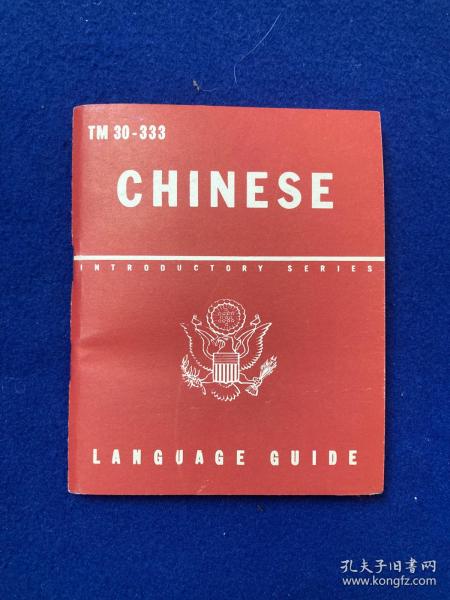 TM 30-333
CHINESE
INTRODUCTORY SERIES
LANGUAGE GUIDE
孔夫子旧书网
www.kongfz.com